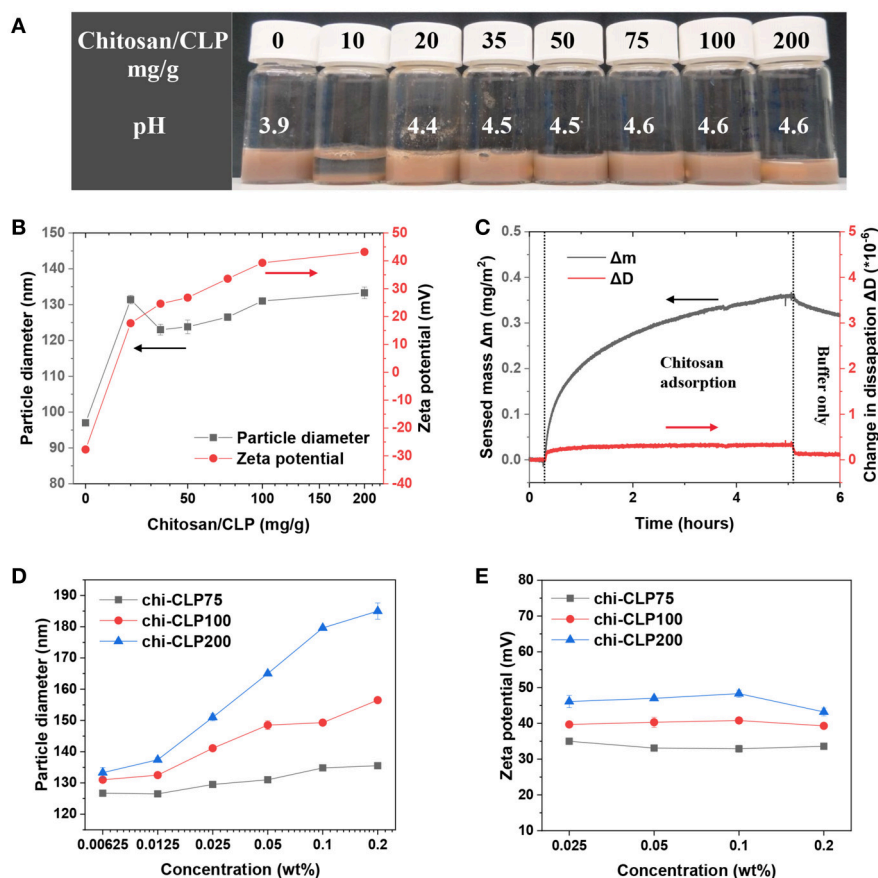 A
Chitosan/CLP
mg/g
0 10 20 35 50 75 100 200
pH
3.9 4.4 4.5 4.5 4.6 4.6 4.6
B
Particle diameter (nm)
150
140
130
120
110
100
90
80
50
40
30
20
10
0
-10
-20
-30
-40
Zeta potential (mV)
Particle diameter
Zeta potential
0 50 100 150 200
Chitosan/CLP (mg/g)
C
Sensed mass Δm (mg/m²)
0.5
0.4
0.3
0.2
0.1
0.0
Δm
ΔD
Chitosan
adsorption
Buffer only
5
4
3
2
1
0
Change in dissapation ΔD (*10⁻⁶)
0 2 4 6
Time (hours)
D
Particle diameter (nm)
190
180
170
160
150
140
130
120
chi-CLP75
chi-CLP100
chi-CLP200
0.00625 0.0125 0.025 0.05 0.1 0.2
Concentration (wt%)
E
Zeta potential (mV)
80
70
60
50
40
30
20
10
chi-CLP75
chi-CLP100
chi-CLP200
0.025 0.05 0.1 0.2
Concentration (wt%)